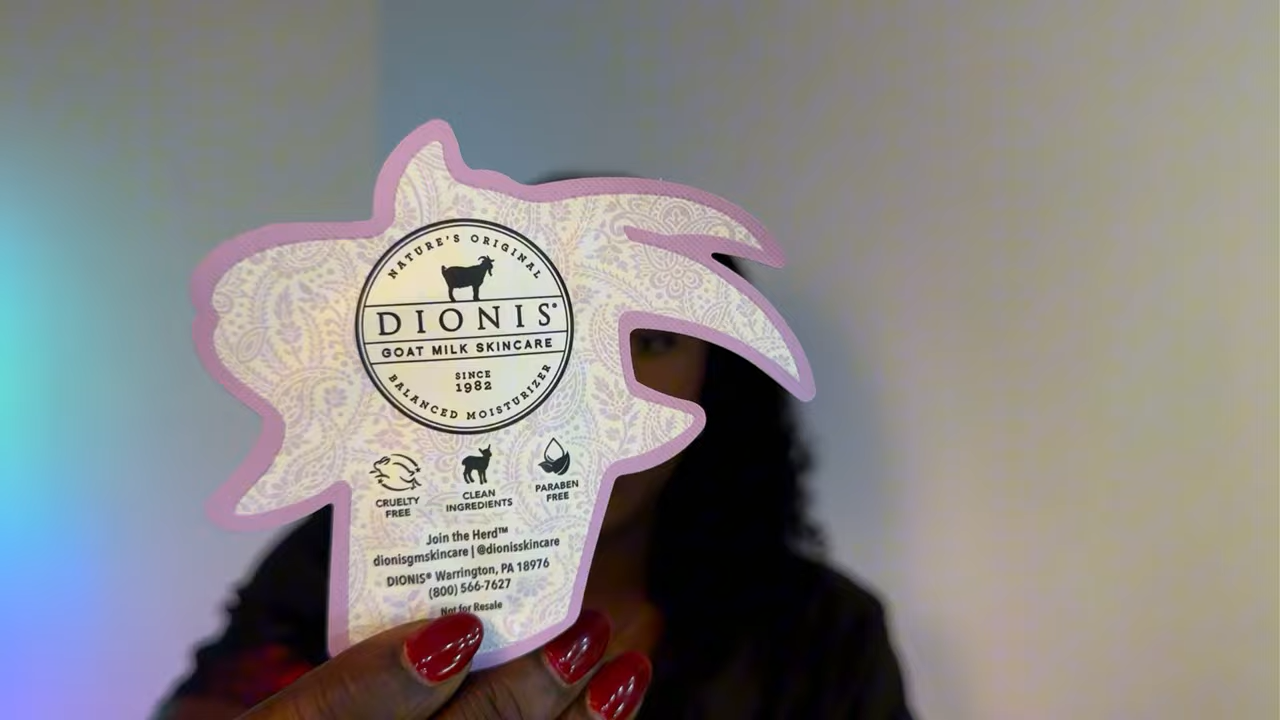 NATURE'S ORIGINAL
DIONIS®
GOAT MILK SKINCARE
SINCE
1982
BALANCED MOISTURIZER
CRUELTY
FREE
CLEAN
INGREDIENTS
PARABEN
FREE
Join the Herd™
dionisgmskincare | @dionisskincare
DIONIS® Warrington, PA 18976
(800) 566-7627
Not for Resale